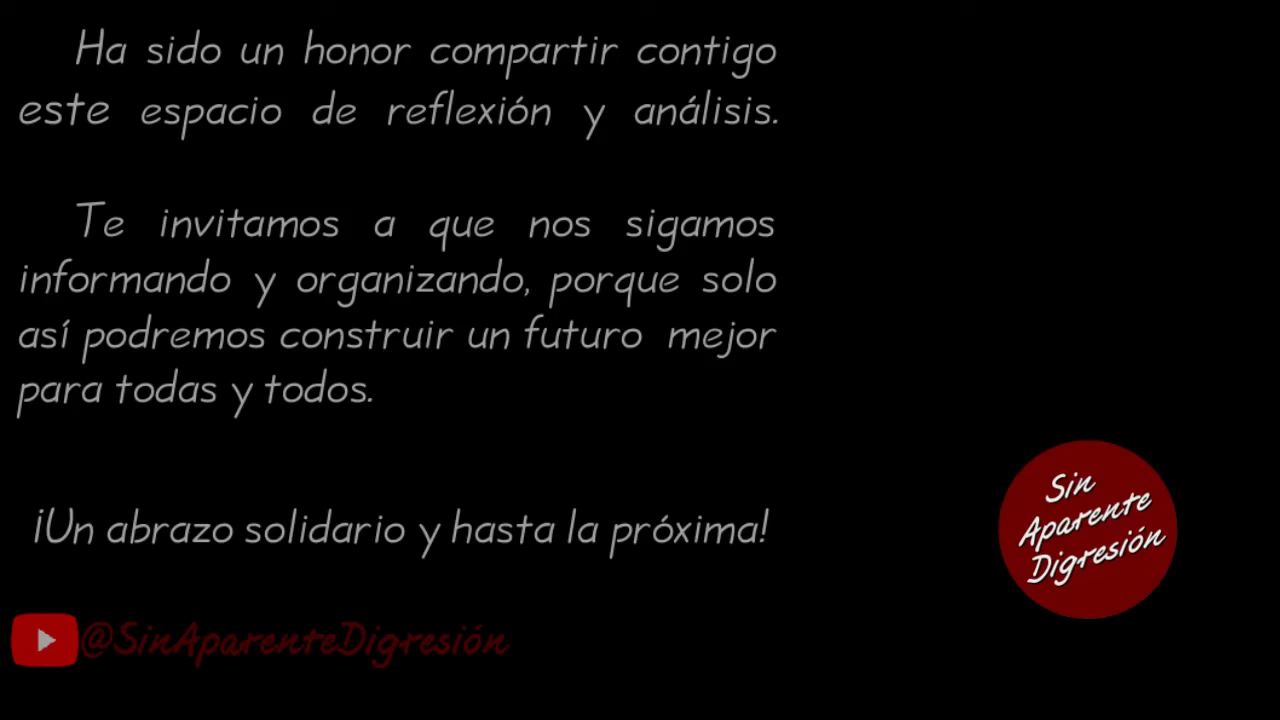 Ha sido un honor compartir contigo
este espacio de reflexión y análisis.
Te invitamos a que nos sigamos
informando y organizando, porque solo
así podremos construir un futuro mejor
para todas y todos.
¡Un abrazo solidario y hasta la próxima!
Sin
Aparente
Digresión
@SinAparenteDigresión